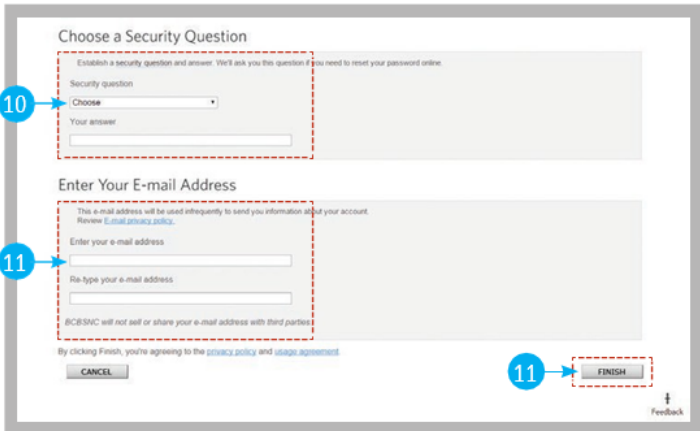 Choose a Security Question
Establish a security question and answer. We'll ask you this question if you need to reset your password online.
Security question
10
Choose
Your answer
Enter Your E-mail Address
This e-mail address will be used infrequently to send you information about your account.
Review E-mail privacy policy.
Enter your e-mail address
11
Re-type your e-mail address
BCBSNC will not sell or share your e-mail address with third parties.
By clicking Finish, you're agreeing to the privacy policy and usage agreement
CANCEL
11
FINISH
Feedback